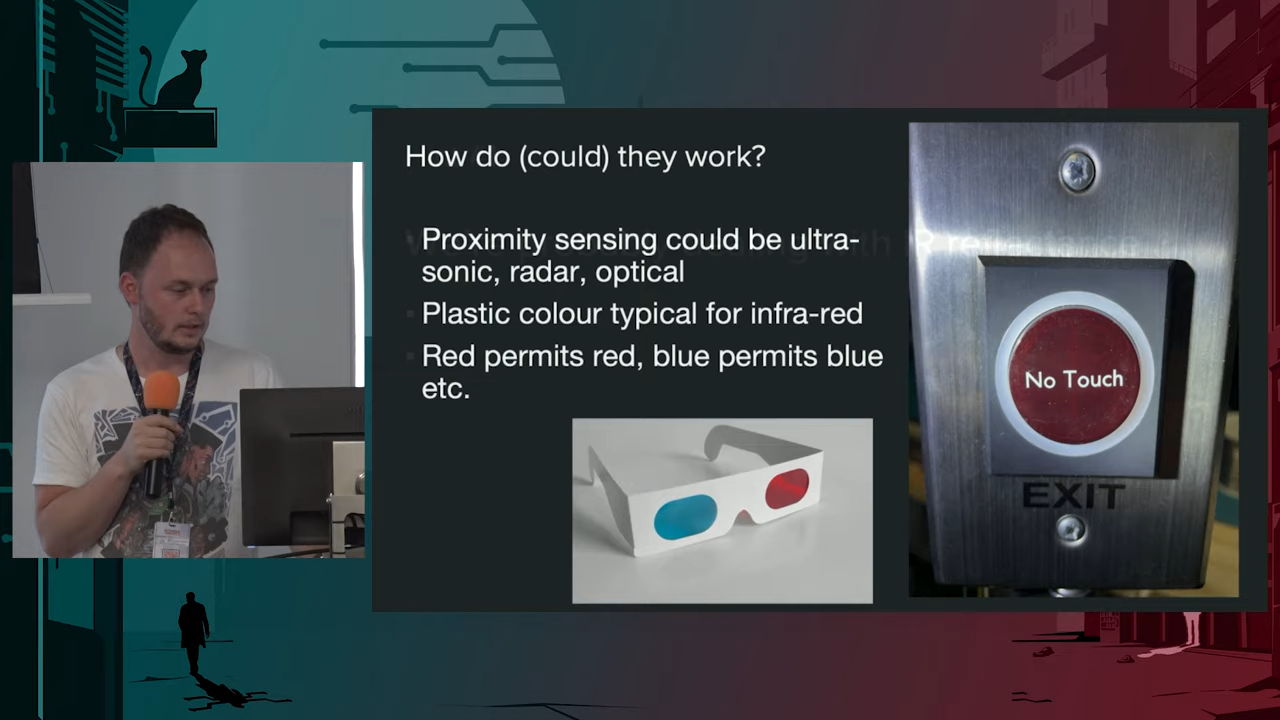 How do (could) they work?
Proximity sensing could be ultra-
sonic, radar, optical
Plastic colour typical for infra-red
Red permits red, blue permits blue
etc.
No Touch
EXIT